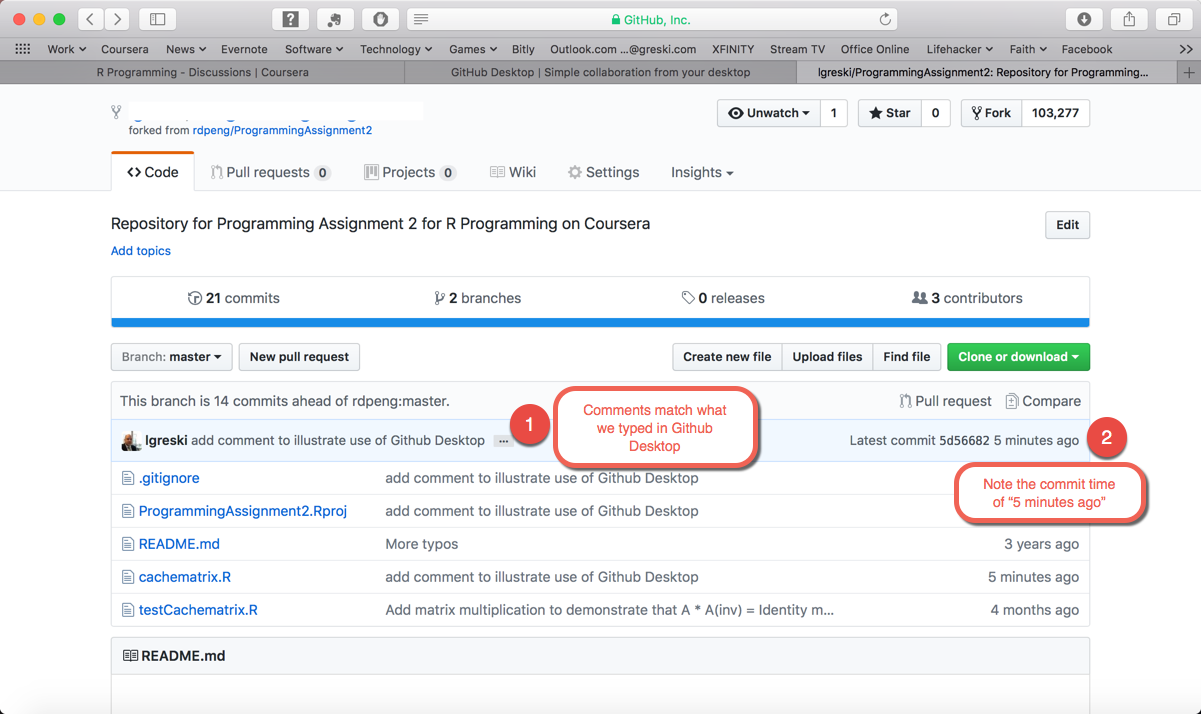 GitHub, Inc.
Work Coursera News Evernote Software Technology Games Bitly Outlook.com ...@greski.com XFINITY Stream TV Office Online Lifehacker Faith Facebook
R Programming - Discussions | Coursera GitHub Desktop | Simple collaboration from your desktop lgreski/ProgrammingAssignment2: Repository for Programming...
forked from rdpeng/ProgrammingAssignment2
Unwatch 1 Star 0 Fork 103,277
Code Pull requests 0 Projects 0 Wiki Settings Insights
Repository for Programming Assignment 2 for R Programming on Coursera
Edit
Add topics
21 commits 2 branches 0 releases 3 contributors
Branch: master New pull request Create new file Upload files Find file Clone or download
This branch is 14 commits ahead of rdpeng:master. Pull request Compare
lgreski add comment to illustrate use of Github Desktop ... Latest commit 5d56682 5 minutes ago
1
Comments match what
we typed in Github
Desktop
2
Note the commit time
of “5 minutes ago”
.gitignore add comment to illustrate use of Github Desktop
ProgrammingAssignment2.Rproj add comment to illustrate use of Github Desktop
README.md More typos 3 years ago
cachematrix.R add comment to illustrate use of Github Desktop 5 minutes ago
testCachematrix.R Add matrix multiplication to demonstrate that A * A(inv) = Identity m... 4 months ago
README.md